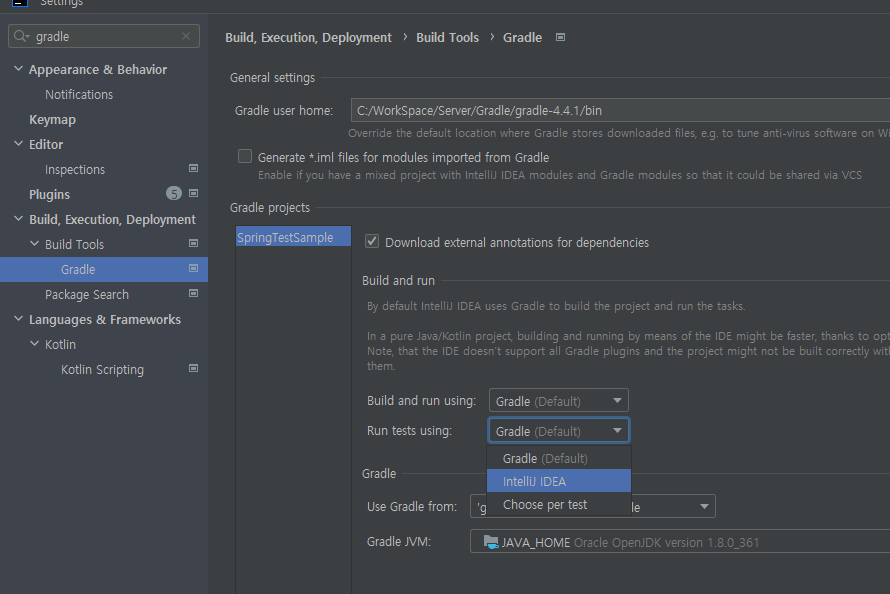 Settings
gradle
Appearance & Behavior
Notifications
Keymap
Editor
Inspections
Plugins 5
Build, Execution, Deployment
Build Tools
Gradle
Package Search
Languages & Frameworks
Kotlin
Kotlin Scripting
Build, Execution, Deployment › Build Tools › Gradle
General settings
Gradle user home: C:/WorkSpace/Server/Gradle/gradle-4.4.1/bin
Override the default location where Gradle stores downloaded files, e.g. to tune anti-virus software on Wi
Generate *.iml files for modules imported from Gradle
Enable if you have a mixed project with IntelliJ IDEA modules and Gradle modules so that it could be shared via VCS
Gradle projects
SpringTestSample
Download external annotations for dependencies
Build and run
By default IntelliJ IDEA uses Gradle to build the project and run the tasks.
In a pure Java/Kotlin project, building and running by means of the IDE might be faster, thanks to opt
Note, that the IDE doesn't support all Gradle plugins and the project might not be built correctly with
them.
Build and run using: Gradle (Default)
Run tests using: Gradle (Default)
Gradle (Default)
IntelliJ IDEA
Choose per test
Gradle
Use Gradle from: 'g le
Gradle JVM: JAVA_HOME Oracle OpenJDK version 1.8.0_361